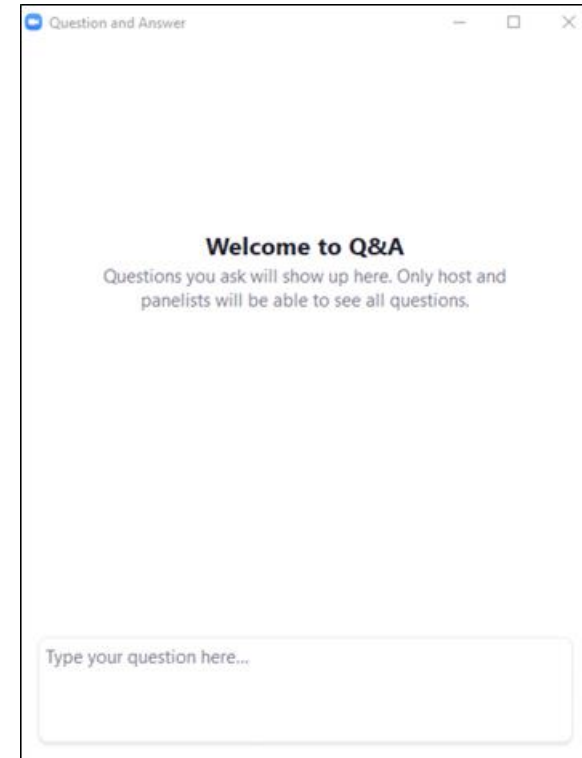 Question and Answer
Welcome to Q&A
Questions you ask will show up here. Only host and
panelists will be able to see all questions.
Type your question here...